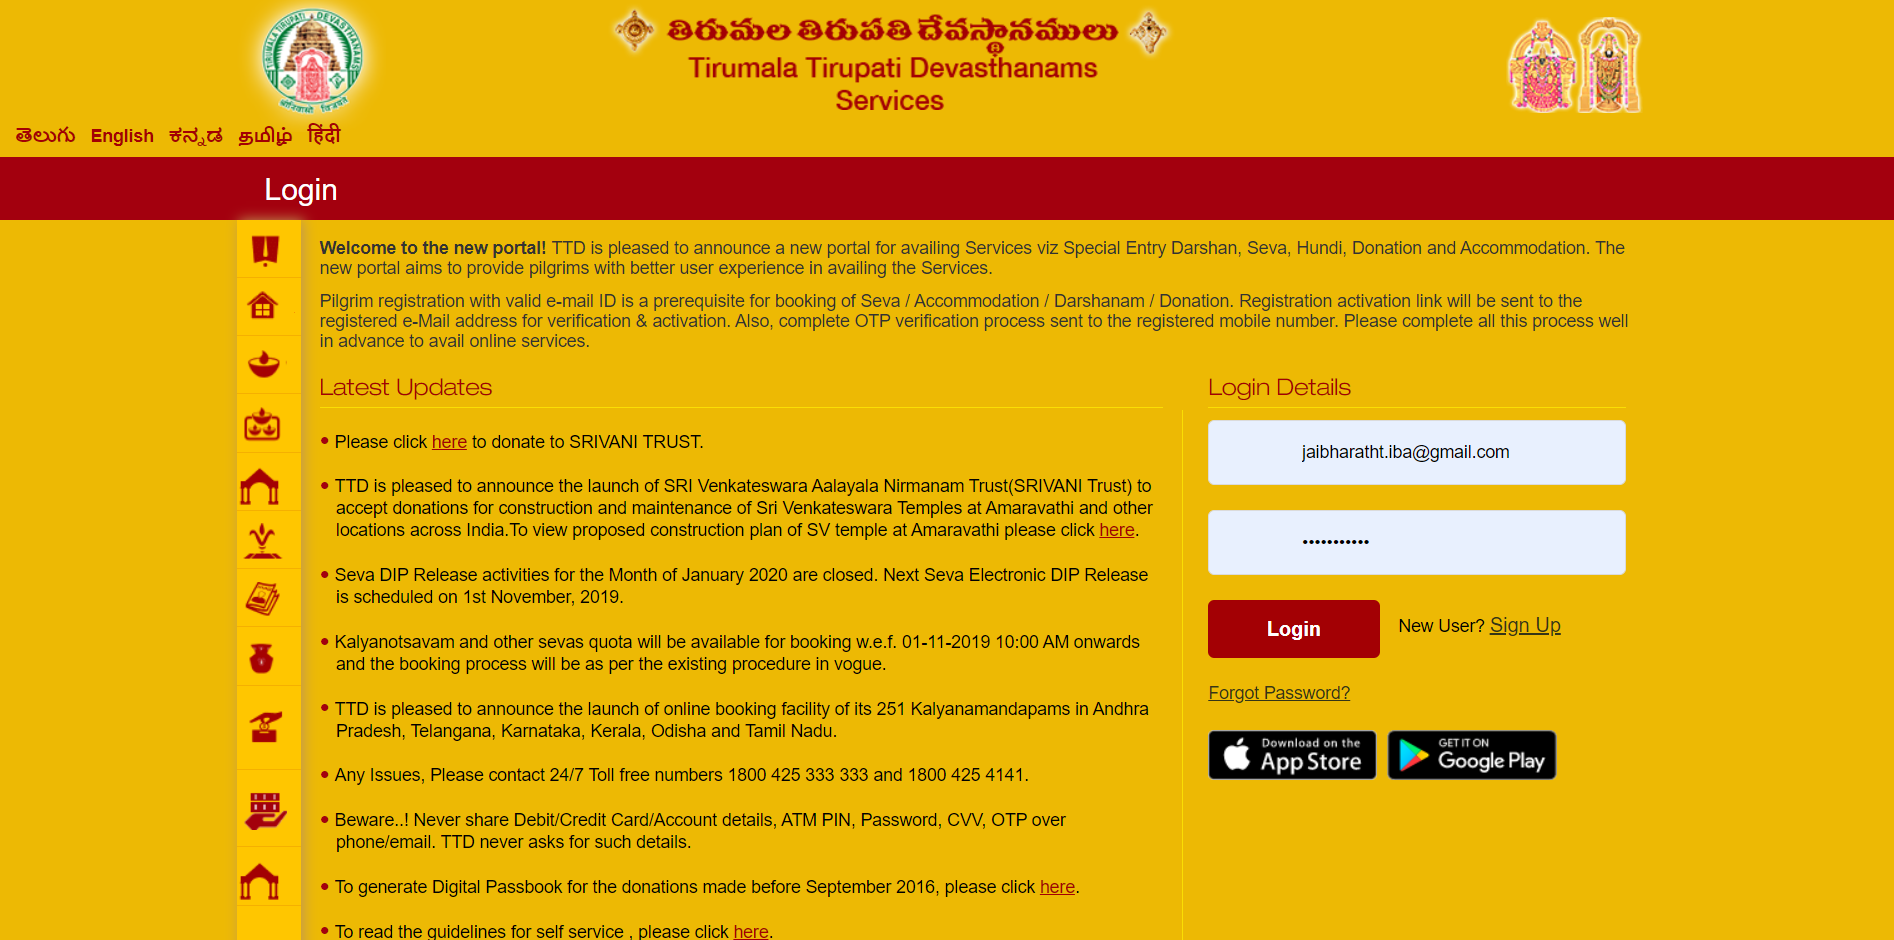 TIRUMALA TIRUPATI DEVASTHANAMS
श्रीनिवासो विजयते
తిరుమల తిరుపతి దేవస్థానములు
Tirumala Tirupati Devasthanams
Services
తెలుగు English ಕನ್ನಡ தமிழ் हिंदी
Login
Welcome to the new portal! TTD is pleased to announce a new portal for availing Services viz Special Entry Darshan, Seva, Hundi, Donation and Accommodation. The
new portal aims to provide pilgrims with better user experience in availing the Services.
Pilgrim registration with valid e-mail ID is a prerequisite for booking of Seva / Accommodation / Darshanam / Donation. Registration activation link will be sent to the
registered e-Mail address for verification & activation. Also, complete OTP verification process sent to the registered mobile number. Please complete all this process well
in advance to avail online services.
Latest Updates
• Please click here to donate to SRIVANI TRUST.
• TTD is pleased to announce the launch of SRI Venkateswara Aalayala Nirmanam Trust(SRIVANI Trust) to
accept donations for construction and maintenance of Sri Venkateswara Temples at Amaravathi and other
locations across India.To view proposed construction plan of SV temple at Amaravathi please click here.
• Seva DIP Release activities for the Month of January 2020 are closed. Next Seva Electronic DIP Release
is scheduled on 1st November, 2019.
• Kalyanotsavam and other sevas quota will be available for booking w.e.f. 01-11-2019 10:00 AM onwards
and the booking process will be as per the existing procedure in vogue.
• TTD is pleased to announce the launch of online booking facility of its 251 Kalyanamandapams in Andhra
Pradesh, Telangana, Karnataka, Kerala, Odisha and Tamil Nadu.
• Any Issues, Please contact 24/7 Toll free numbers 1800 425 333 333 and 1800 425 4141.
• Beware..! Never share Debit/Credit Card/Account details, ATM PIN, Password, CVV, OTP over
phone/email. TTD never asks for such details.
• To generate Digital Passbook for the donations made before September 2016, please click here.
• To read the guidelines for self service , please click here.
Login Details
jaibharatht.iba@gmail.com
•••••••••••
Login
New User? Sign Up
Forgot Password?
Download on the
App Store
GET IT ON
Google Play